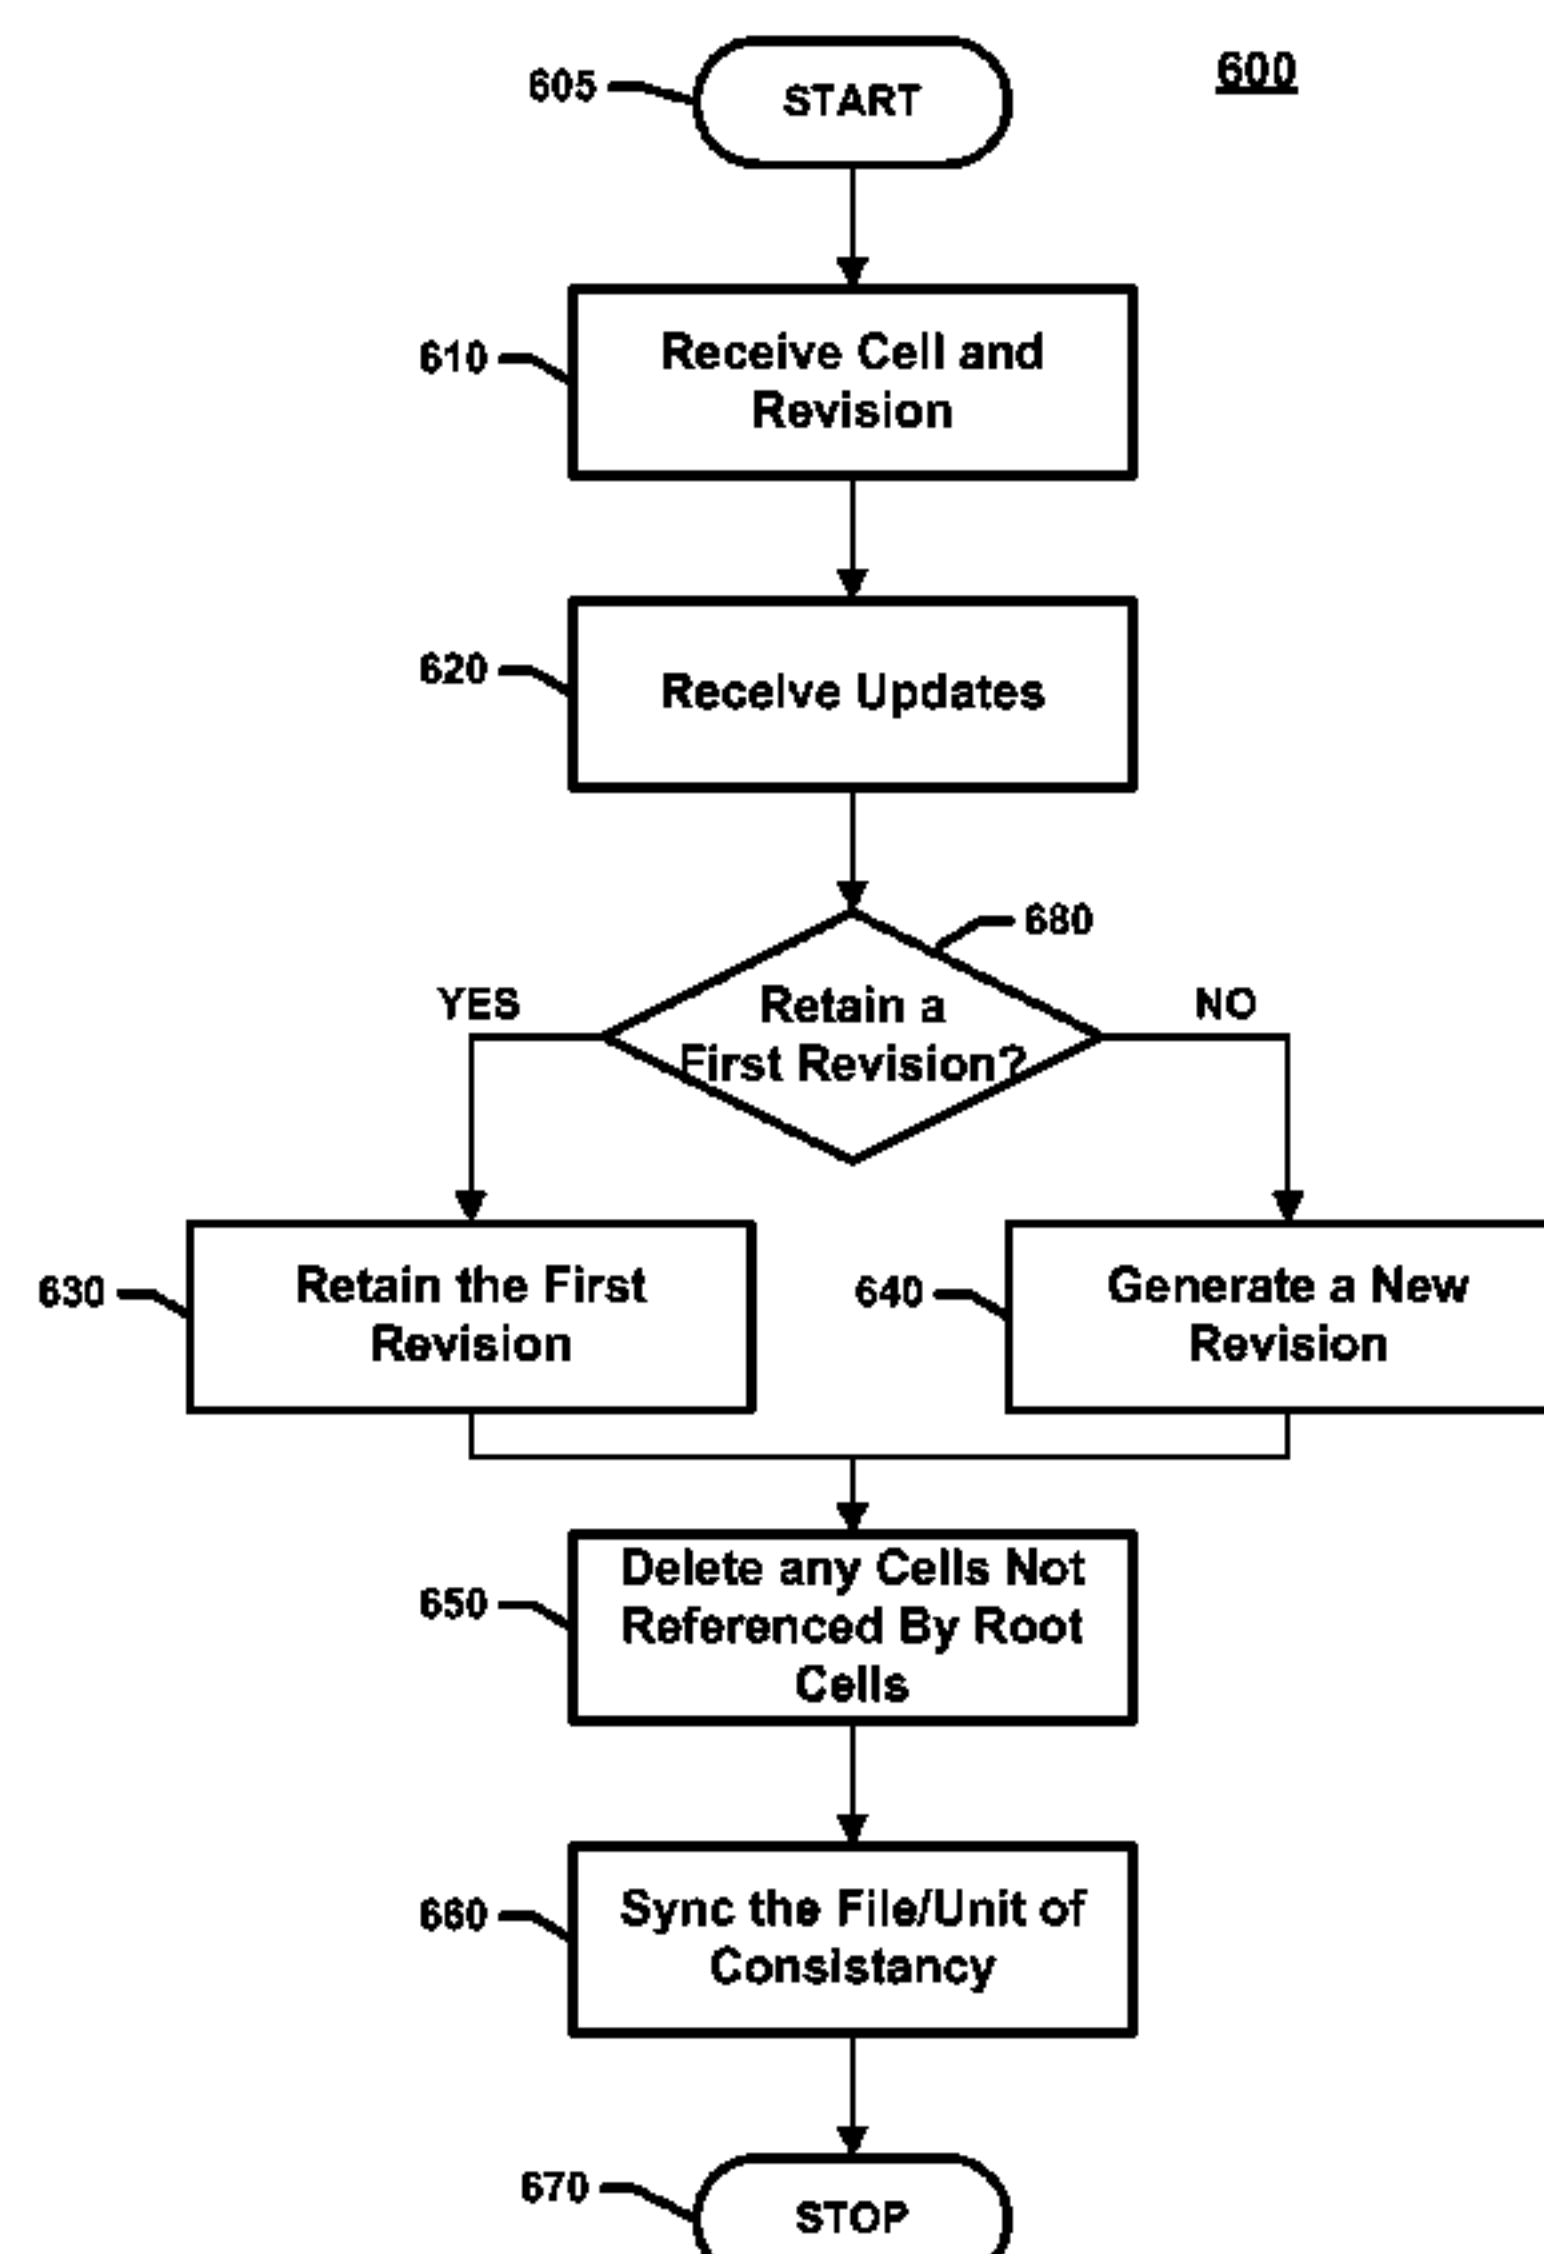 600
605
START
610
Receive Cell and
Revision
620
Receive Updates
680
Retain a
First Revision?
YES
NO
630
Retain the First
Revision
640
Generate a New
Revision
650
Delete any Cells Not
Referenced By Root
Cells
660
Sync the File/Unit of
Consistancy
670
STOP